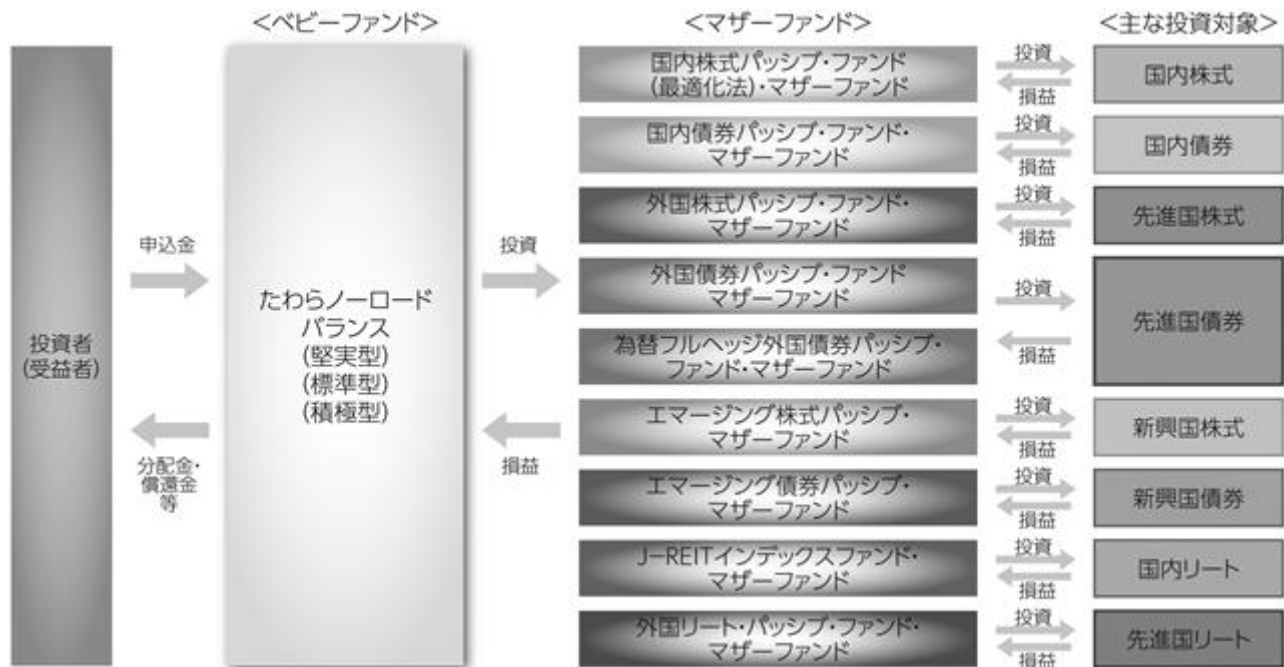 <ベビーファンド>
<マザーファンド>
<主な投資対象>
投資者
(受益者)
申込金
分配金・
償還金
等
たわらノーロード
バランス
(堅実型)
(標準型)
(積極型)
投資
損益
国内株式パッシブ・ファンド
(最適化法)・マザーファンド
投資
損益
国内株式
国内債券パッシブ・ファンド・
マザーファンド
投資
損益
国内債券
外国株式パッシブ・ファンド・
マザーファンド
投資
損益
先進国株式
外国債券パッシブ・ファンド
マザーファンド
投資
為替フルヘッジ外国債券パッシブ・
ファンド・マザーファンド
損益
先進国債券
エマージング株式パッシブ・
マザーファンド
投資
損益
新興国株式
エマージング債券パッシブ・
マザーファンド
投資
損益
新興国債券
J-REITインデックスファンド・
マザーファンド
投資
損益
国内リート
外国リート・パッシブ・ファンド・
マザーファンド
投資
損益
先進国リート